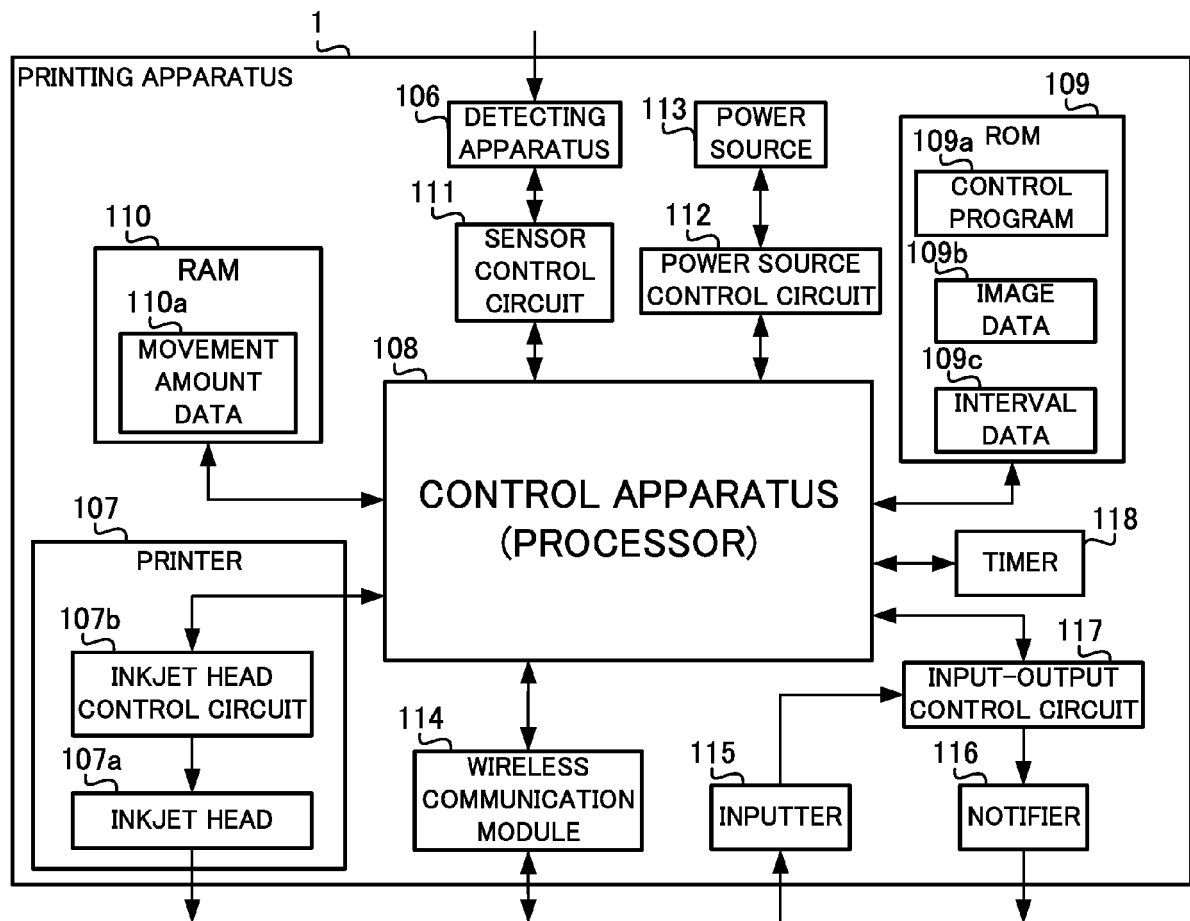 1
PRINTING APPARATUS
106
DETECTING
APPARATUS
113
POWER
SOURCE
109
ROM
109a
CONTROL
PROGRAM
109b
IMAGE
DATA
109c
INTERVAL
DATA
111
SENSOR
CONTROL
CIRCUIT
112
POWER SOURCE
CONTROL CIRCUIT
110
RAM
110a
MOVEMENT
AMOUNT
DATA
108
CONTROL APPARATUS
(PROCESSOR)
107
PRINTER
107b
INKJET HEAD
CONTROL CIRCUIT
107a
INKJET HEAD
118
TIMER
117
INPUT-OUTPUT
CONTROL CIRCUIT
114
WIRELESS
COMMUNICATION
MODULE
115
INPUTTER
116
NOTIFIER